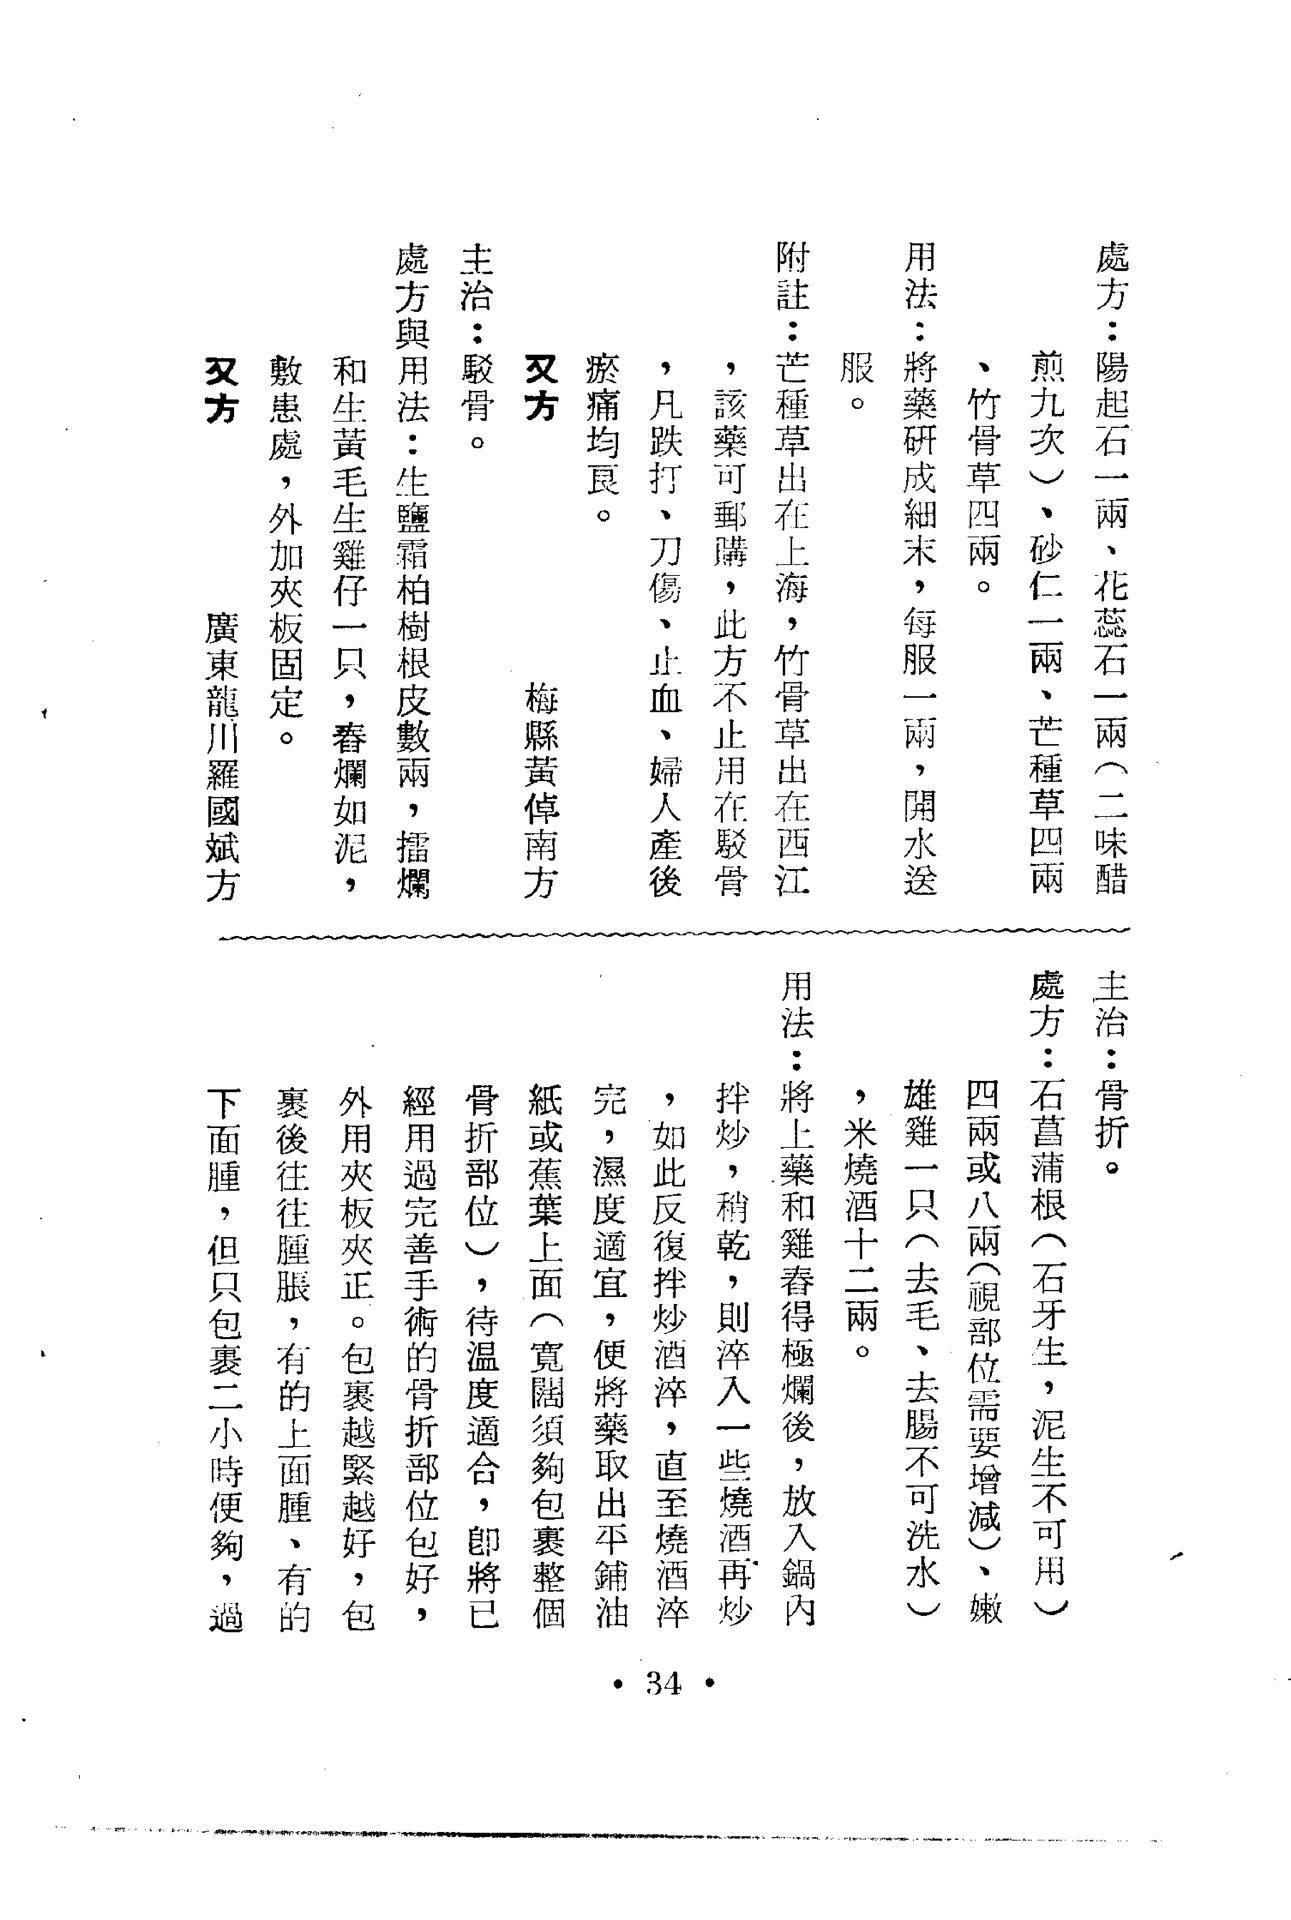 處方：陽起石一兩、花蕊石一兩（二味醋
煎九次）、砂仁一兩、芒種草四兩
、竹骨草四兩。
用法：將藥研成細末，每服一兩，開水送
服。
附註：芒種草出在上海，竹骨草出在西江
，該藥可郵購，此方不止用在駁骨
，凡跌打、刀傷、止血、婦人產後
瘀痛均良。
又方　梅縣黃倬南方
主治：駁骨。
處方與用法：生鹽霜柏樹根皮數兩，擂爛
和生黃毛生雞仔一只，舂爛如泥，
敷患處，外加夾板固定。
又方　廣東龍川羅國斌方
主治：骨折。
處方：石菖蒲根（石牙生，泥生不可用）
四兩或八兩（視部位需要增減）、嫩
雄雞一只（去毛、去腸不可洗水）
，米燒酒十二兩。
用法：將上藥和雞舂得極爛後，放入鍋內
拌炒，稍乾，則淬入一些燒酒再炒
，如此反復拌炒酒淬，直至燒酒淬
完，濕度適宜，便將藥取出平鋪油
紙或蕉葉上面（寬闊須夠包裹整個
骨折部位），待温度適合，卽將已
經用過完善手術的骨折部位包好，
外用夾板夾正。包裹越緊越好，包
裹後往往腫脹，有的上面腫、有的
下面腫，但只包裹二小時便夠，過
• 34 •